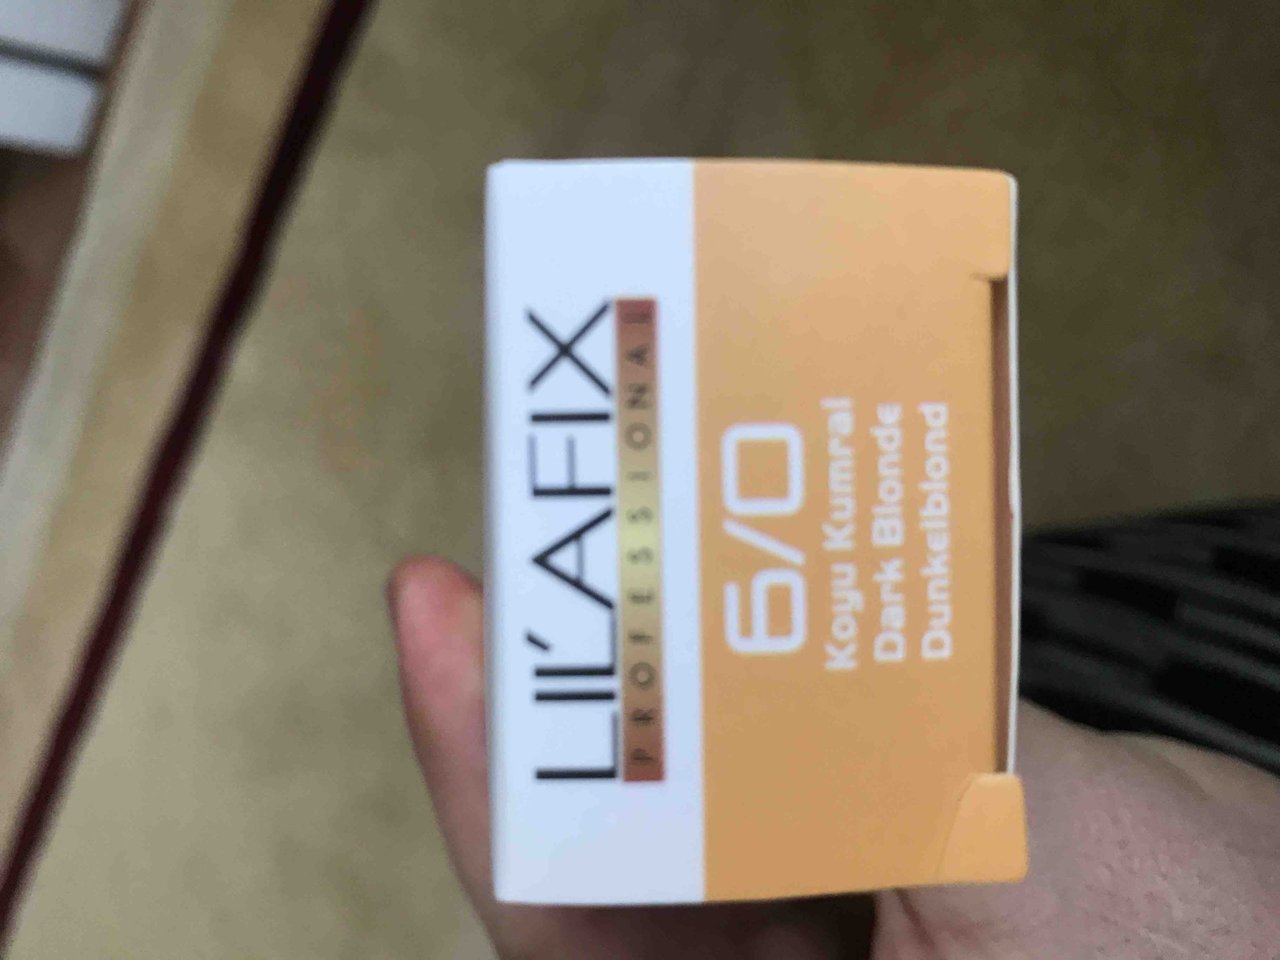 LIL'AFIX
PROFESSIONAL
6/0
Koyu Kumral
Dark Blonde
Dunkelblond